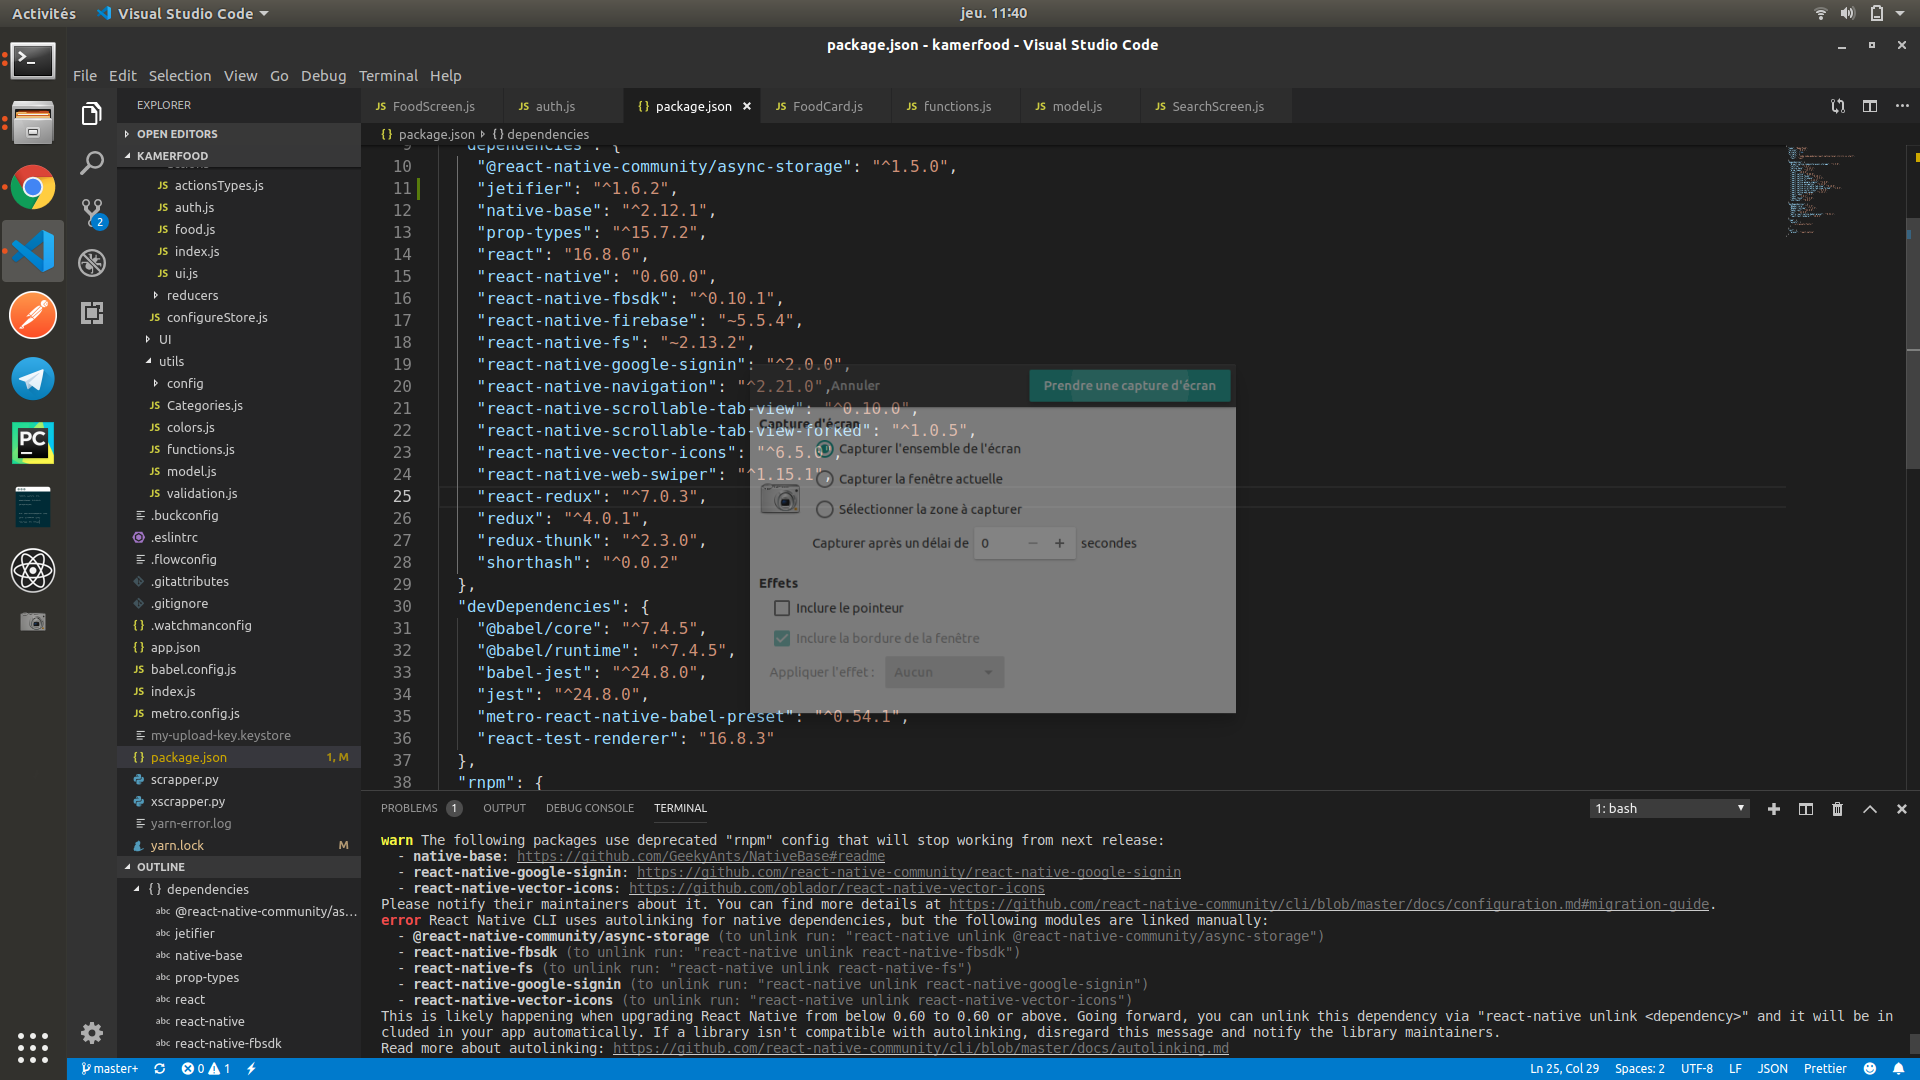 Activités
Visual Studio Code
jeu. 11:40
package.json - kamerfood - Visual Studio Code
File Edit Selection View Go Debug Terminal Help
EXPLORER
JS FoodScreen.js
JS auth.js
{} package.json
JS FoodCard.js
JS functions.js
JS model.js
JS SearchScreen.js
OPEN EDITORS
KAMERFOOD
JS actionsTypes.js
JS auth.js
JS food.js
JS index.js
JS ui.js
reducers
JS configureStore.js
UI
utils
config
JS Categories.js
JS colors.js
JS functions.js
JS model.js
JS validation.js
.buckconfig
.eslintrc
.flowconfig
.gitattributes
.gitignore
{} .watchmanconfig
{} app.json
JS babel.config.js
JS index.js
JS metro.config.js
my-upload-key.keystore
{} package.json 1, M
scrapper.py
xscrapper.py
yarn-error.log
yarn.lock M
OUTLINE
{} dependencies
abc @react-native-community/as...
abc jetifier
abc native-base
abc prop-types
abc react
abc react-native
abc react-native-fbsdk
2
PC
{} package.json {} dependencies
9 "dependencies": {
10 "@react-native-community/async-storage": "^1.5.0",
11 "jetifier": "^1.6.2",
12 "native-base": "^2.12.1",
13 "prop-types": "^15.7.2",
14 "react": "16.8.6",
15 "react-native": "0.60.0",
16 "react-native-fbsdk": "^0.10.1",
17 "react-native-firebase": "~5.5.4",
18 "react-native-fs": "~2.13.2",
19 "react-native-google-signin": "^2.0.0",
20 "react-native-navigation": "^2.21.0",
21 "react-native-scrollable-tab-view": "^0.10.0",
22 "react-native-scrollable-tab-view-forked": "^1.0.5",
23 "react-native-vector-icons": "^6.5.0",
24 "react-native-web-swiper": "^1.15.1",
25 "react-redux": "^7.0.3",
26 "redux": "^4.0.1",
27 "redux-thunk": "^2.3.0",
28 "shorthash": "^0.0.2"
29 },
30 "devDependencies": {
31 "@babel/core": "^7.4.5",
32 "@babel/runtime": "^7.4.5",
33 "babel-jest": "^24.8.0",
34 "jest": "^24.8.0",
35 "metro-react-native-babel-preset": "^0.54.1",
36 "react-test-renderer": "16.8.3"
37 },
38 "rnpm": {
Annuler
Prendre une capture d'écran
Capture d'écran
Capturer l'ensemble de l'écran
Capturer la fenêtre actuelle
Sélectionner la zone à capturer
Capturer après un délai de 0 − + secondes
Effets
Inclure le pointeur
Inclure la bordure de la fenêtre
Appliquer l'effet : Aucun
PROBLEMS 1 OUTPUT DEBUG CONSOLE TERMINAL
1: bash
warn The following packages use deprecated "rnpm" config that will stop working from next release:
- native-base: https://github.com/GeekyAnts/NativeBase#readme
- react-native-google-signin: https://github.com/react-native-community/react-native-google-signin
- react-native-vector-icons: https://github.com/oblador/react-native-vector-icons
Please notify their maintainers about it. You can find more details at https://github.com/react-native-community/cli/blob/master/docs/configuration.md#migration-guide.
error React Native CLI uses autolinking for native dependencies, but the following modules are linked manually:
- @react-native-community/async-storage (to unlink run: "react-native unlink @react-native-community/async-storage")
- react-native-fbsdk (to unlink run: "react-native unlink react-native-fbsdk")
- react-native-fs (to unlink run: "react-native unlink react-native-fs")
- react-native-google-signin (to unlink run: "react-native unlink react-native-google-signin")
- react-native-vector-icons (to unlink run: "react-native unlink react-native-vector-icons")
This is likely happening when upgrading React Native from below 0.60 to 0.60 or above. Going forward, you can unlink this dependency via "react-native unlink <dependency>" and it will be in
cluded in your app automatically. If a library isn't compatible with autolinking, disregard this message and notify the library maintainers.
Read more about autolinking: https://github.com/react-native-community/cli/blob/master/docs/autolinking.md
master+ 0 1
Ln 25, Col 29 Spaces: 2 UTF-8 LF JSON Prettier